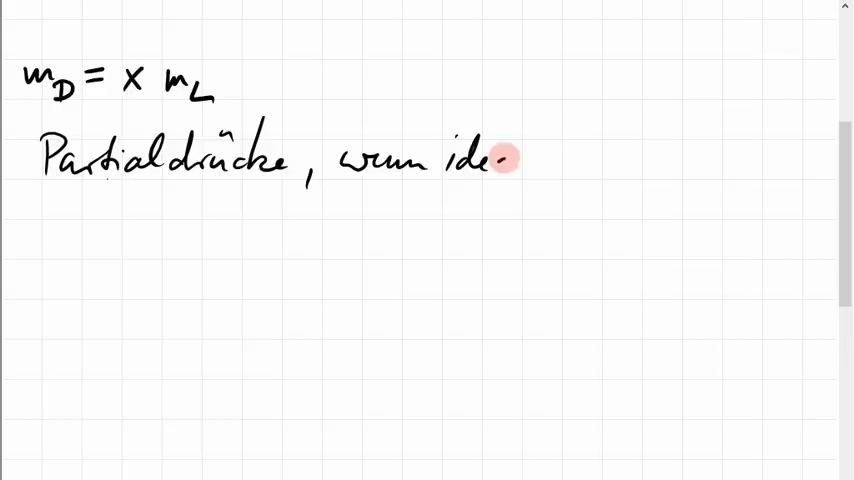 m_D = x m_L
Partialdrücke, wenn ide